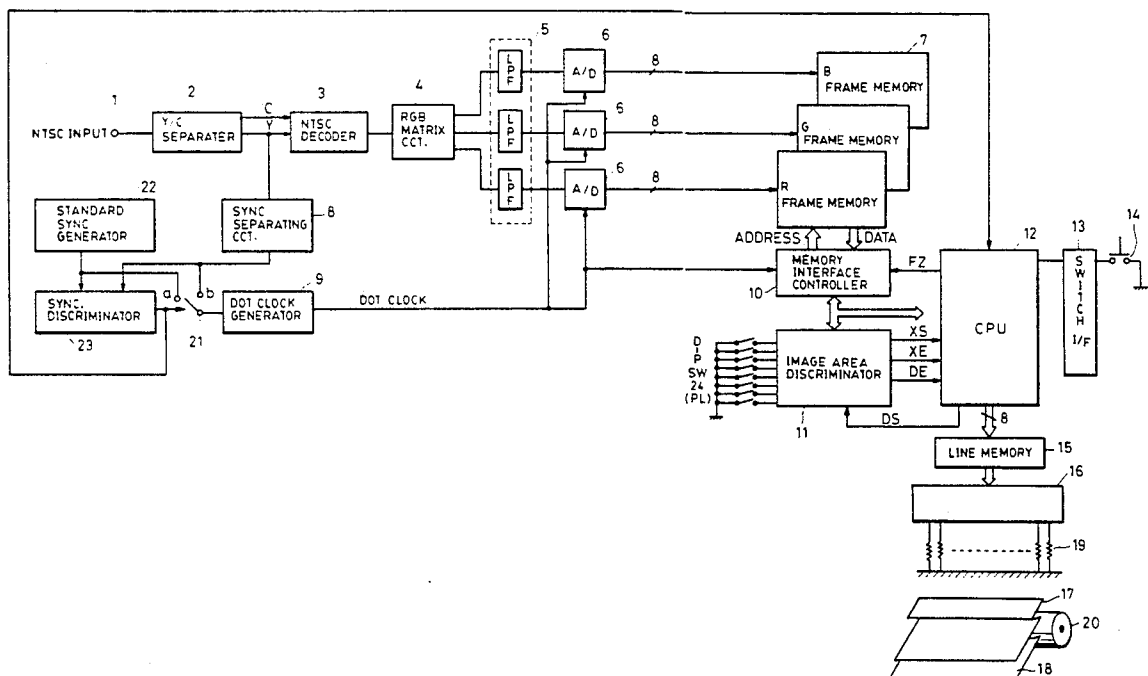 1
NTSC INPUT
2
Y/C
SEPARATER
C
Y
3
NTSC
DECODER
4
RGB
MATRIX
CCT.
5
LPF
LPF
LPF
6
A/D
6
A/D
6
A/D
8
8
8
7
B
FRAME MEMORY
G
FRAME MEMORY
R
FRAME MEMORY
22
STANDARD
SYNC
GENERATOR
SYNC
SEPARATING
CCT.
8
SYNC.
DISCRIMINATOR
23
a
b
21
9
DOT CLOCK
GENERATOR
DOT CLOCK
ADDRESS
DATA
MEMORY
INTERFACE
CONTROLLER
10
FZ
12
CPU
13
SWITCH I/F
14
DIP
SW
24
(PL)
IMAGE AREA
DISCRIMINATOR
11
XS
XE
DE
DS
8
LINE MEMORY
15
16
19
17
20
18